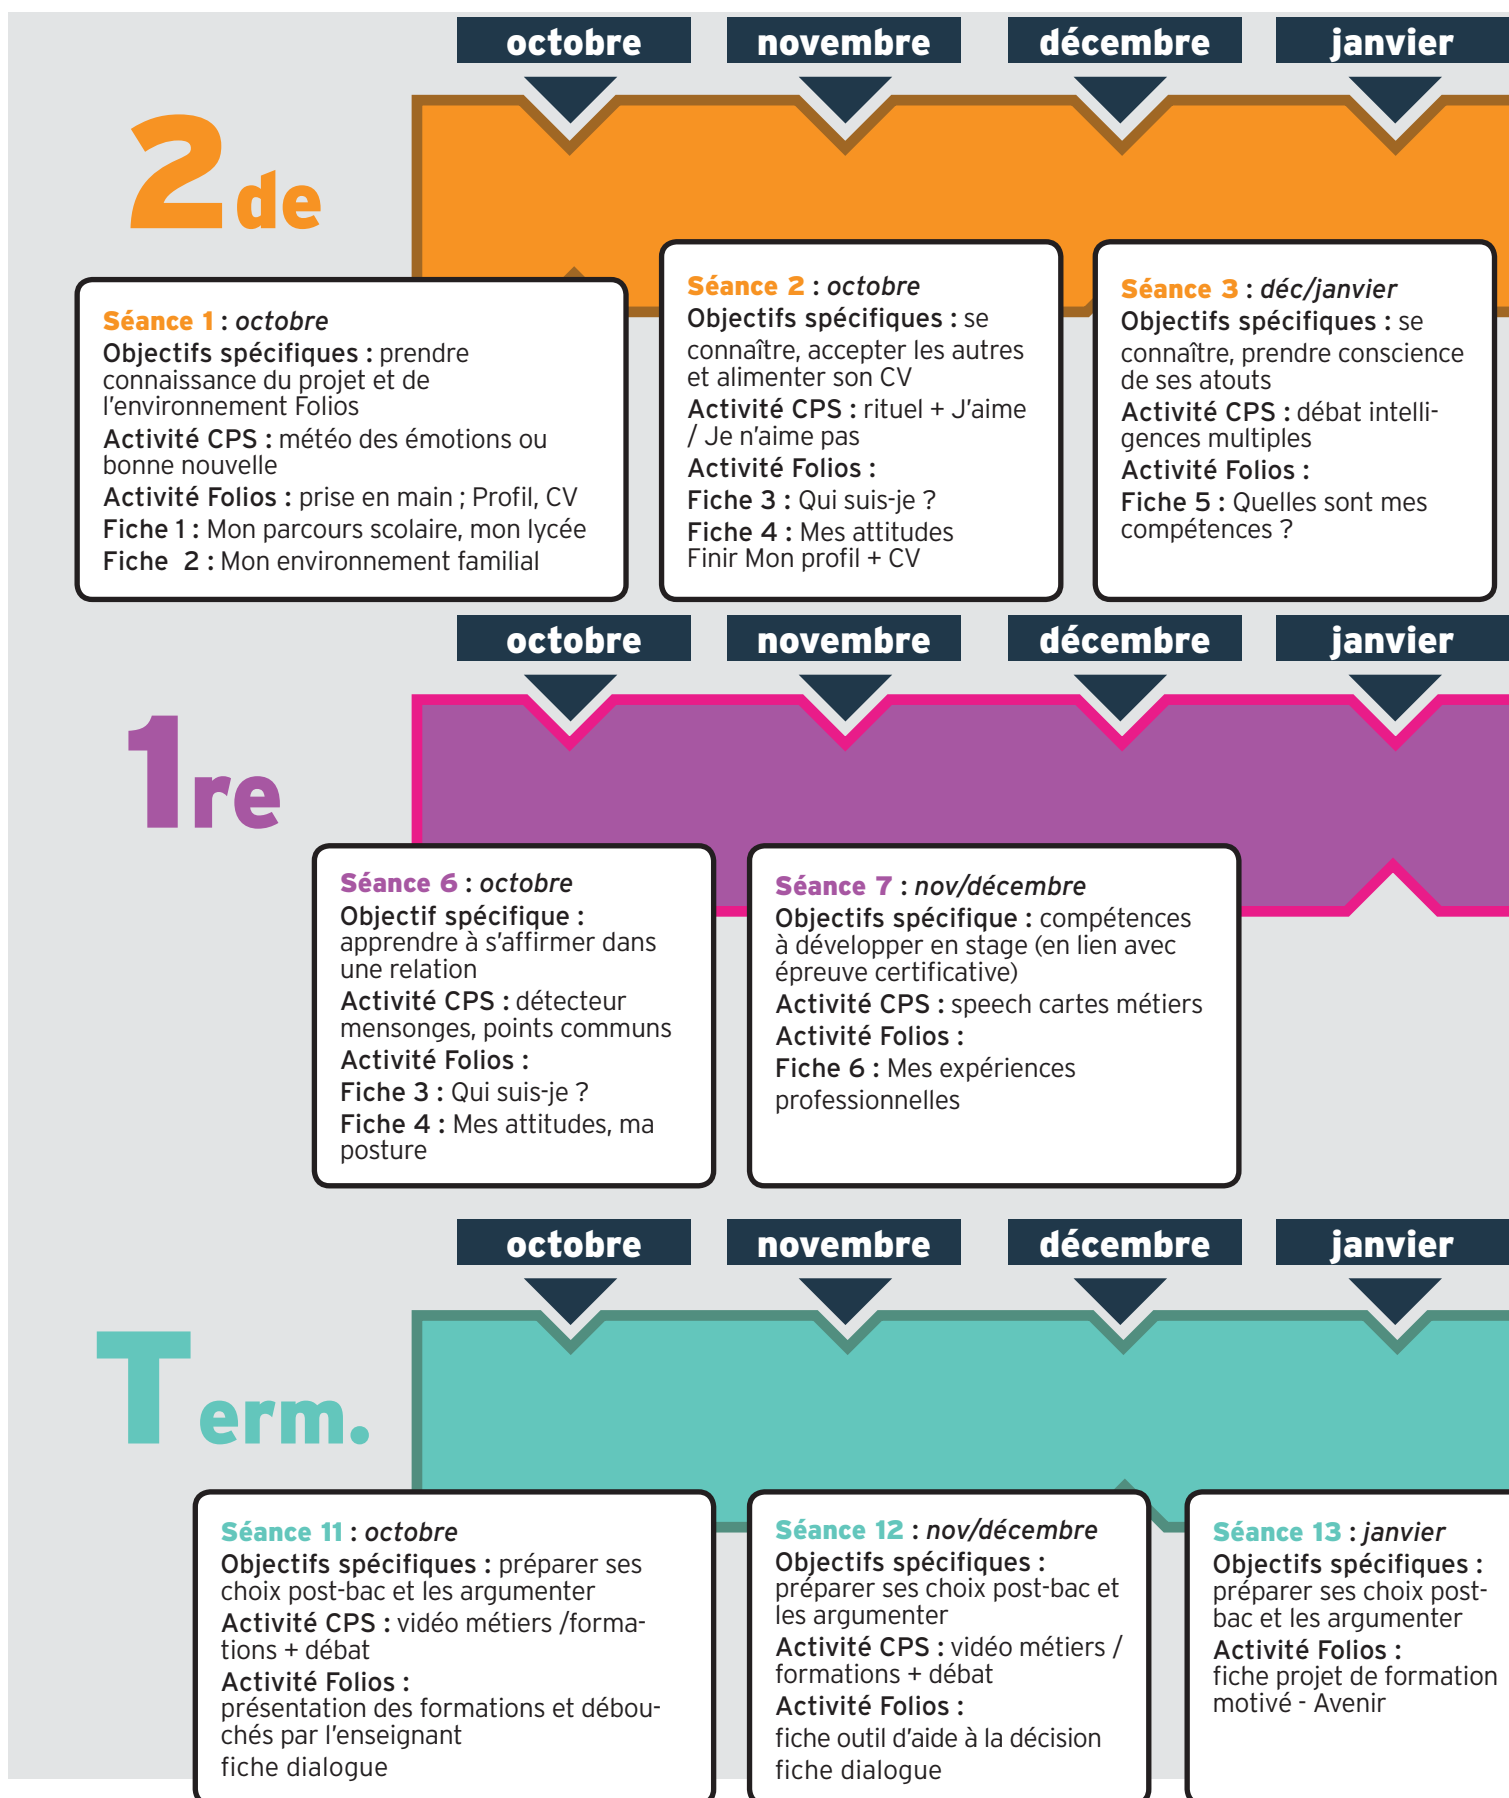 octobre novembre décembre janvier
2de
Séance 1 : octobre
Objectifs spécifiques : prendre
connaissance du projet et de
l'environnement Folios
Activité CPS : météo des émotions ou
bonne nouvelle
Activité Folios : prise en main ; Profil, CV
Fiche 1 : Mon parcours scolaire, mon lycée
Fiche 2 : Mon environnement familial
Séance 2 : octobre
Objectifs spécifiques : se
connaître, accepter les autres
et alimenter son CV
Activité CPS : rituel + J'aime
/ Je n'aime pas
Activité Folios :
Fiche 3 : Qui suis-je ?
Fiche 4 : Mes attitudes
Finir Mon profil + CV
Séance 3 : déc/janvier
Objectifs spécifiques : se
connaître, prendre conscience
de ses atouts
Activité CPS : débat intelli-
gences multiples
Activité Folios :
Fiche 5 : Quelles sont mes
compétences ?
octobre novembre décembre janvier
1re
Séance 6 : octobre
Objectif spécifique :
apprendre à s'affirmer dans
une relation
Activité CPS : détecteur
mensonges, points communs
Activité Folios :
Fiche 3 : Qui suis-je ?
Fiche 4 : Mes attitudes, ma
posture
Séance 7 : nov/décembre
Objectifs spécifique : compétences
à développer en stage (en lien avec
épreuve certificative)
Activité CPS : speech cartes métiers
Activité Folios :
Fiche 6 : Mes expériences
professionnelles
octobre novembre décembre janvier
Term.
Séance 11 : octobre
Objectifs spécifiques : préparer ses
choix post-bac et les argumenter
Activité CPS : vidéo métiers /forma-
tions + débat
Activité Folios :
présentation des formations et débou-
chés par l'enseignant
fiche dialogue
Séance 12 : nov/décembre
Objectifs spécifiques :
préparer ses choix post-bac et
les argumenter
Activité CPS : vidéo métiers /
formations + débat
Activité Folios :
fiche outil d'aide à la décision
fiche dialogue
Séance 13 : janvier
Objectifs spécifiques :
préparer ses choix post-
bac et les argumenter
Activité Folios :
fiche projet de formation
motivé - Avenir